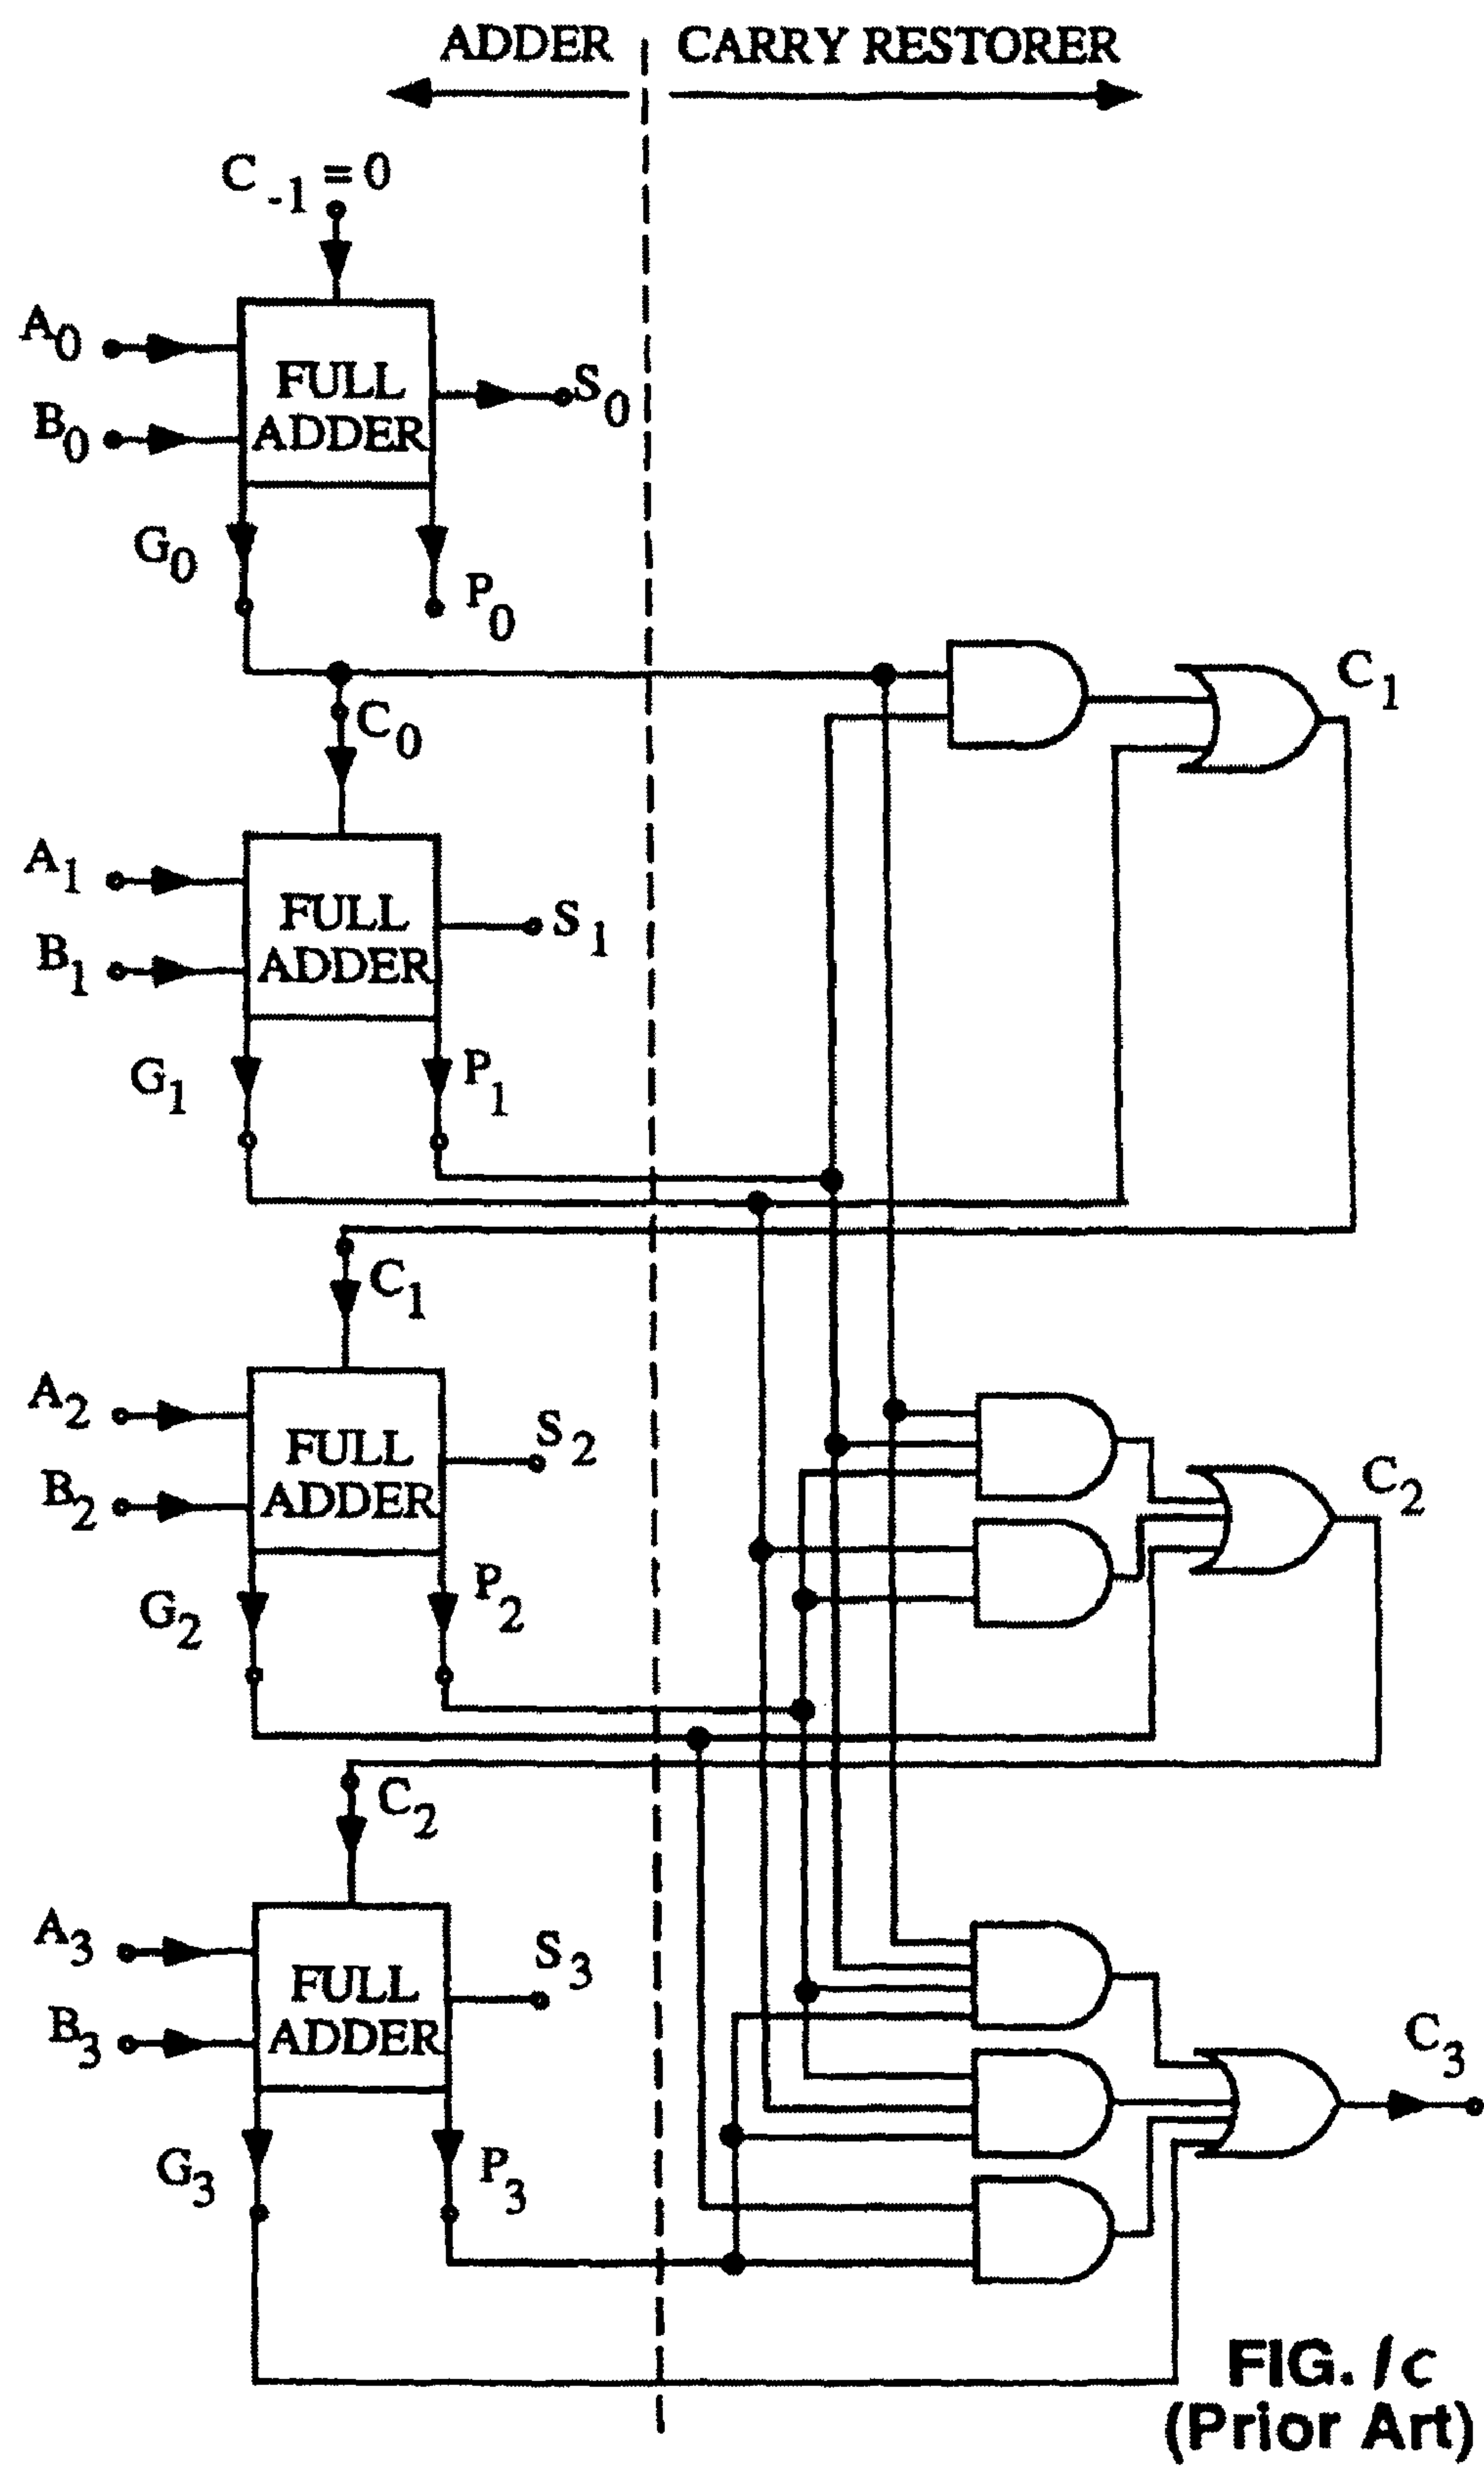 ADDER CARRY RESTORER
C-1 = 0
A0
FULL
ADDER
S0
B0
G0
P0
C0
C1
A1
FULL
ADDER
S1
B1
G1
P1
C1
A2
FULL
ADDER
S2
B2
C2
G2
P2
C2
A3
FULL
ADDER
S3
B3
C3
G3
P3
FIG. 1c
(Prior Art)